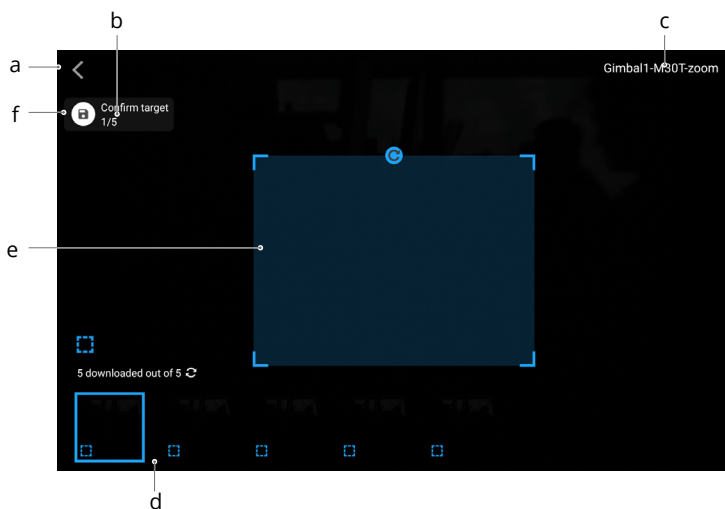 b
c
a
Gimbal1-M30T-zoom
f
Confirm target
1/5
e
5 downloaded out of 5
d